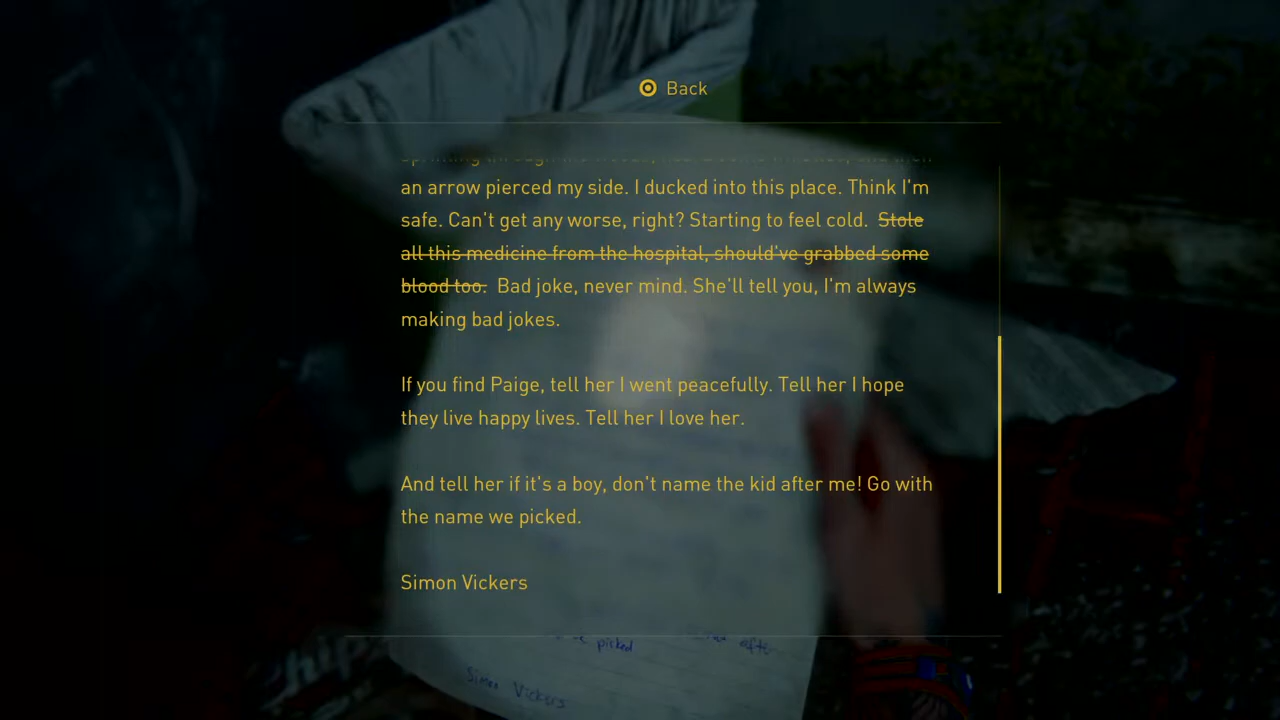 Back
an arrow pierced my side. I ducked into this place. Think I'm
safe. Can't get any worse, right? Starting to feel cold. Stole
all this medicine from the hospital, should've grabbed some
blood too. Bad joke, never mind. She'll tell you, I'm always
making bad jokes.
If you find Paige, tell her I went peacefully. Tell her I hope
they live happy lives. Tell her I love her.
And tell her if it's a boy, don't name the kid after me! Go with
the name we picked.
Simon Vickers
picked
Simon Vickers